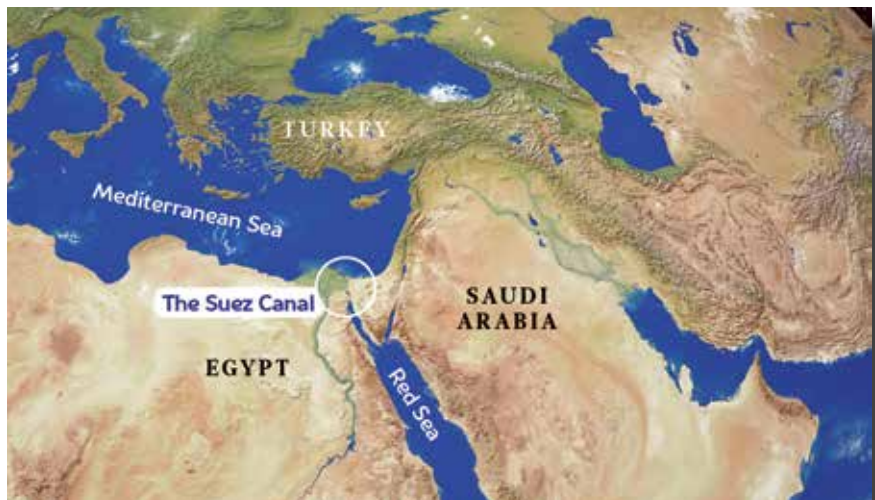 TURKEY
Mediterranean Sea
The Suez Canal
SAUDI
ARABIA
EGYPT
Red Sea